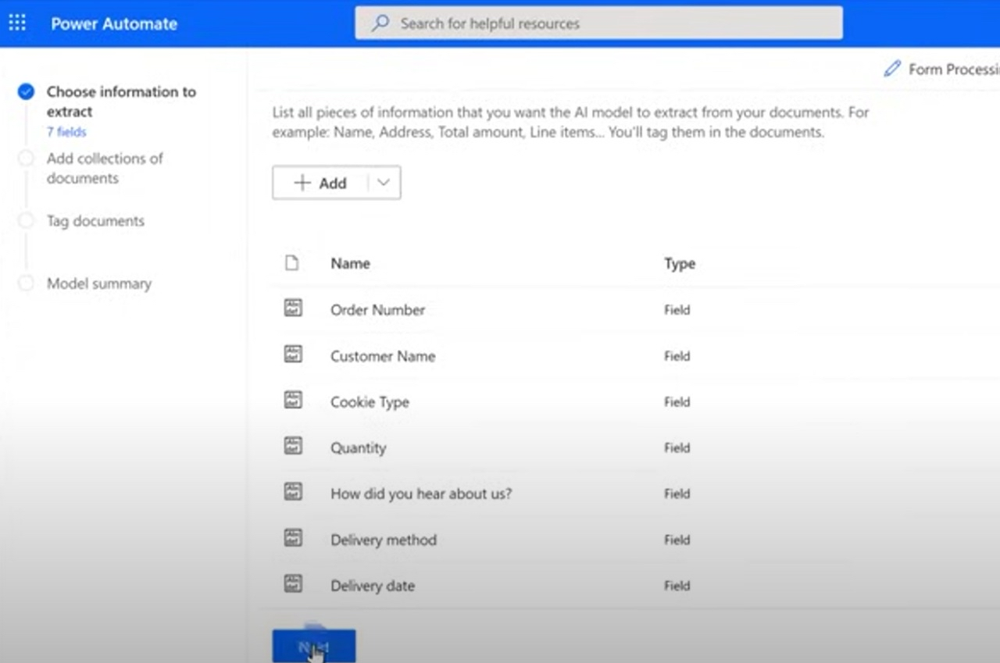 Power Automate
Search for helpful resources
Choose information to
extract
7 fields
Add collections of
documents
Tag documents
Model summary
Form Processi
List all pieces of information that you want the AI model to extract from your documents. For
example: Name, Address, Total amount, Line items... You'll tag them in the documents.
Add
Name Type
Order Number Field
Customer Name Field
Cookie Type Field
Quantity Field
How did you hear about us? Field
Delivery method Field
Delivery date Field